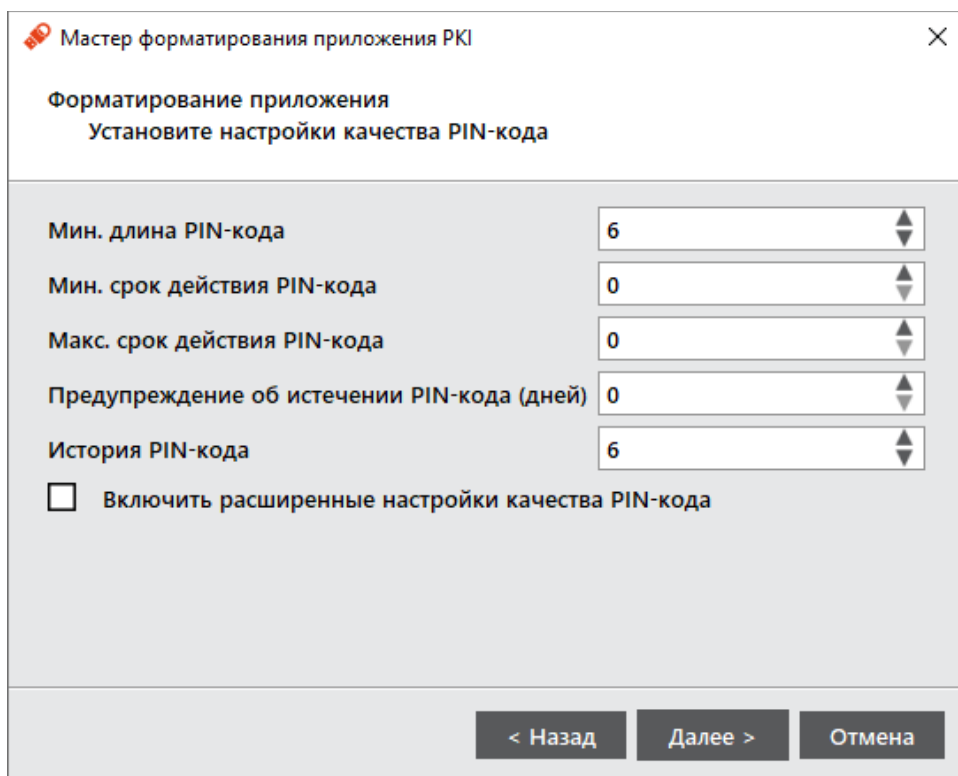 Мастер форматирования приложения PKI
Форматирование приложения
Установите настройки качества PIN-кода
Мин. длина PIN-кода 6
Мин. срок действия PIN-кода 0
Макс. срок действия PIN-кода 0
Предупреждение об истечении PIN-кода (дней) 0
История PIN-кода 6
Включить расширенные настройки качества PIN-кода
< Назад Далее > Отмена